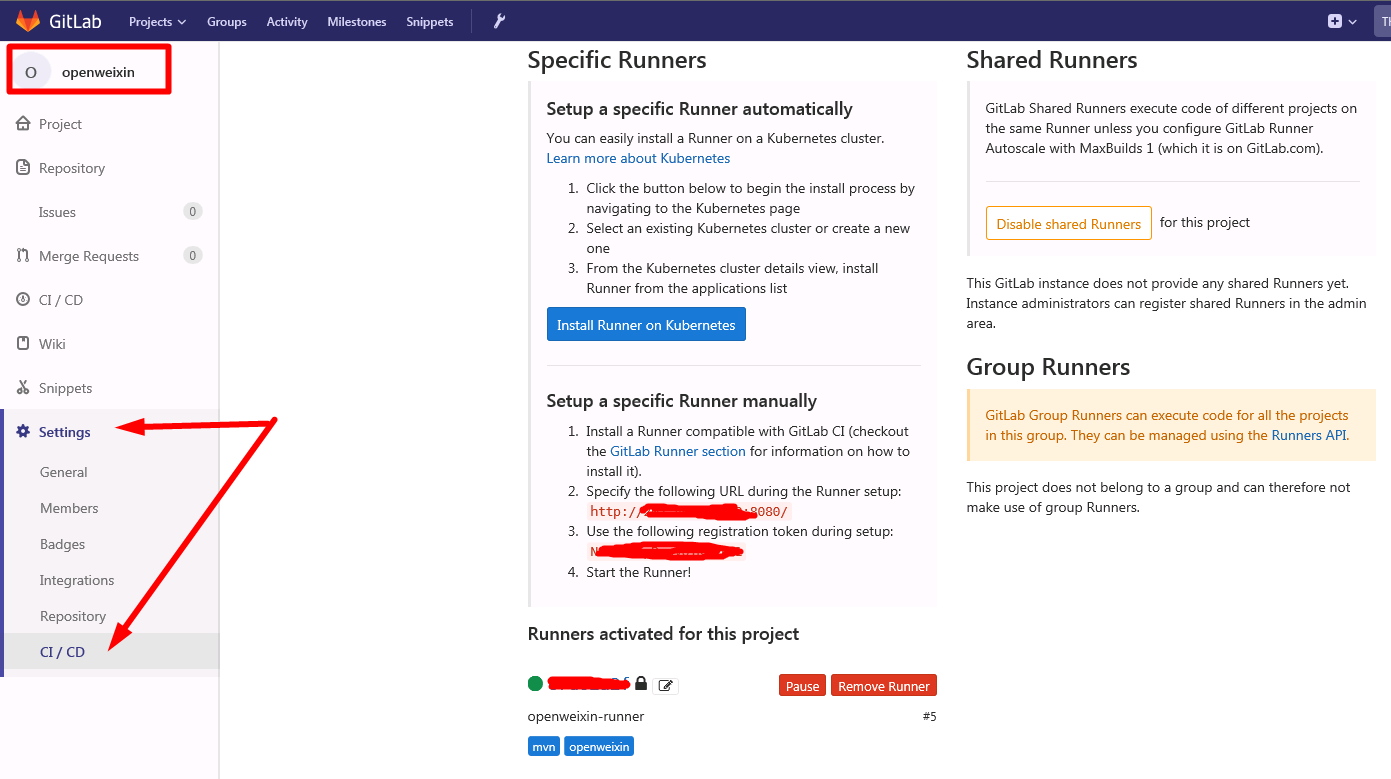 GitLab
Projects
Groups
Activity
Milestones
Snippets
O
openweixin
Project
Repository
Issues
0
Merge Requests
0
CI / CD
Wiki
Snippets
Settings
General
Members
Badges
Integrations
Repository
CI / CD
Specific Runners
Setup a specific Runner automatically
You can easily install a Runner on a Kubernetes cluster.
Learn more about Kubernetes
1. Click the button below to begin the install process by
navigating to the Kubernetes page
2. Select an existing Kubernetes cluster or create a new
one
3. From the Kubernetes cluster details view, install
Runner from the applications list
Install Runner on Kubernetes
Setup a specific Runner manually
1. Install a Runner compatible with GitLab CI (checkout
the GitLab Runner section for information on how to
install it).
2. Specify the following URL during the Runner setup:
http:// :8080/
3. Use the following registration token during setup:
4. Start the Runner!
Runners activated for this project
Pause
Remove Runner
openweixin-runner
#5
mvn
openweixin
Shared Runners
GitLab Shared Runners execute code of different projects on
the same Runner unless you configure GitLab Runner
Autoscale with MaxBuilds 1 (which it is on GitLab.com).
Disable shared Runners for this project
This GitLab instance does not provide any shared Runners yet.
Instance administrators can register shared Runners in the admin
area.
Group Runners
GitLab Group Runners can execute code for all the projects
in this group. They can be managed using the Runners API.
This project does not belong to a group and can therefore not
make use of group Runners.